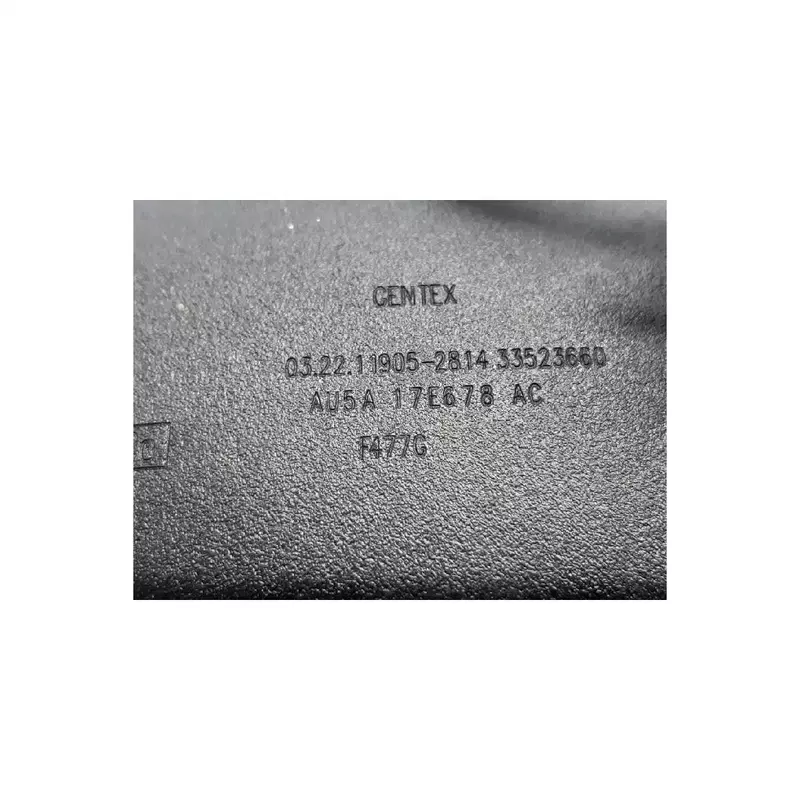 GENTEX
03.22.11905-2814 33523660
AU5A 17E678 AC
F477G